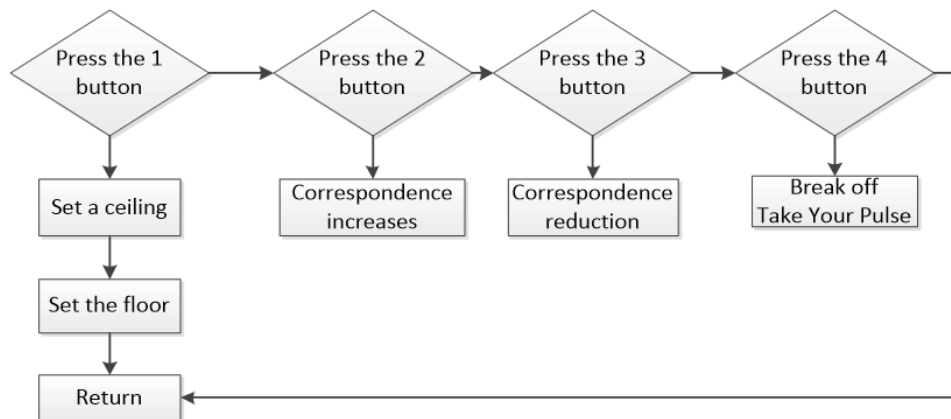 Press the 1
button
Press the 2
button
Press the 3
button
Press the 4
button
Set a ceiling
Correspondence
increases
Correspondence
reduction
Break off
Take Your Pulse
Set the floor
Return